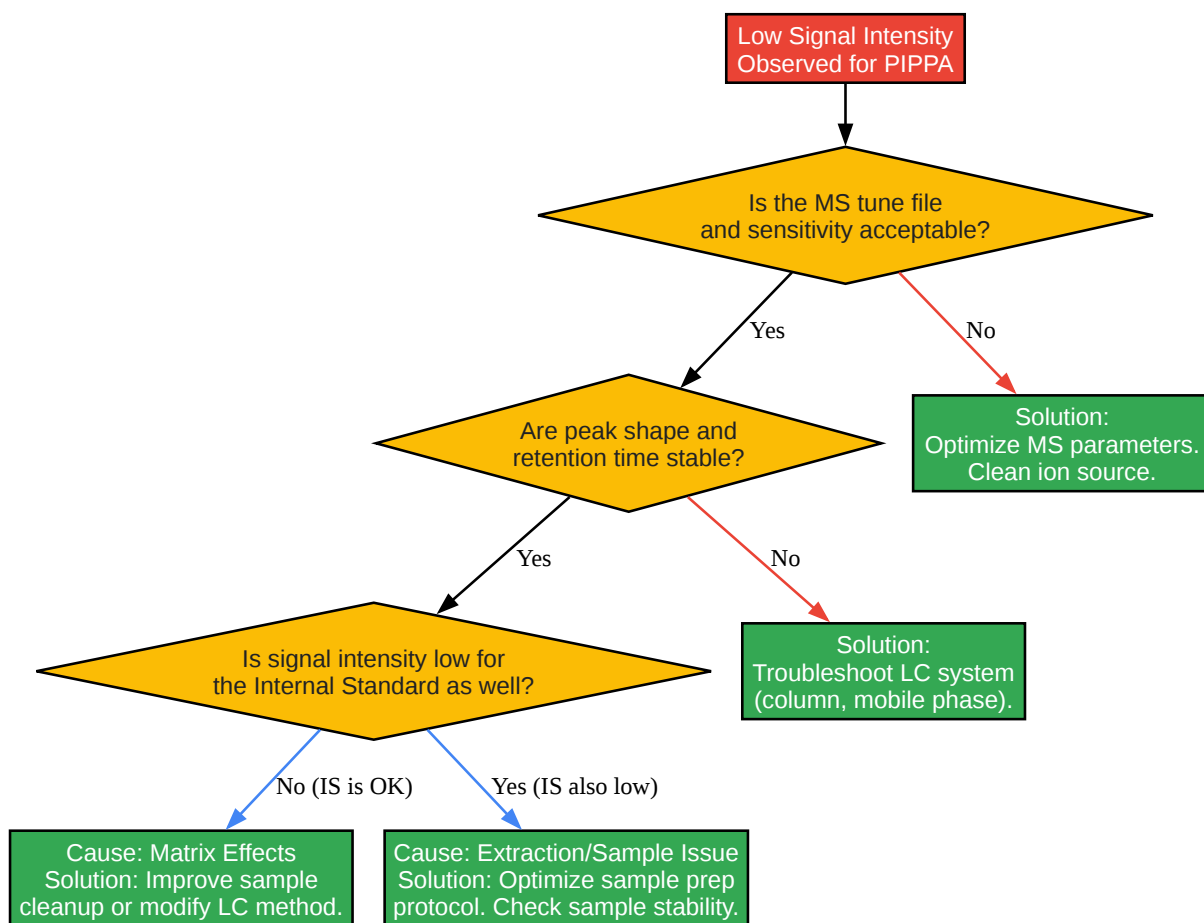 Low Signal Intensity
Observed for PIPPA
Is the MS tune file
and sensitivity acceptable?
Yes
No
Are peak shape and
retention time stable?
Solution:
Optimize MS parameters.
Clean ion source.
Yes
No
Is signal intensity low for
the Internal Standard as well?
Solution:
Troubleshoot LC system
(column, mobile phase).
No (IS is OK)
Yes (IS also low)
Cause: Matrix Effects
Solution: Improve sample
cleanup or modify LC method.
Cause: Extraction/Sample Issue
Solution: Optimize sample prep
protocol. Check sample stability.